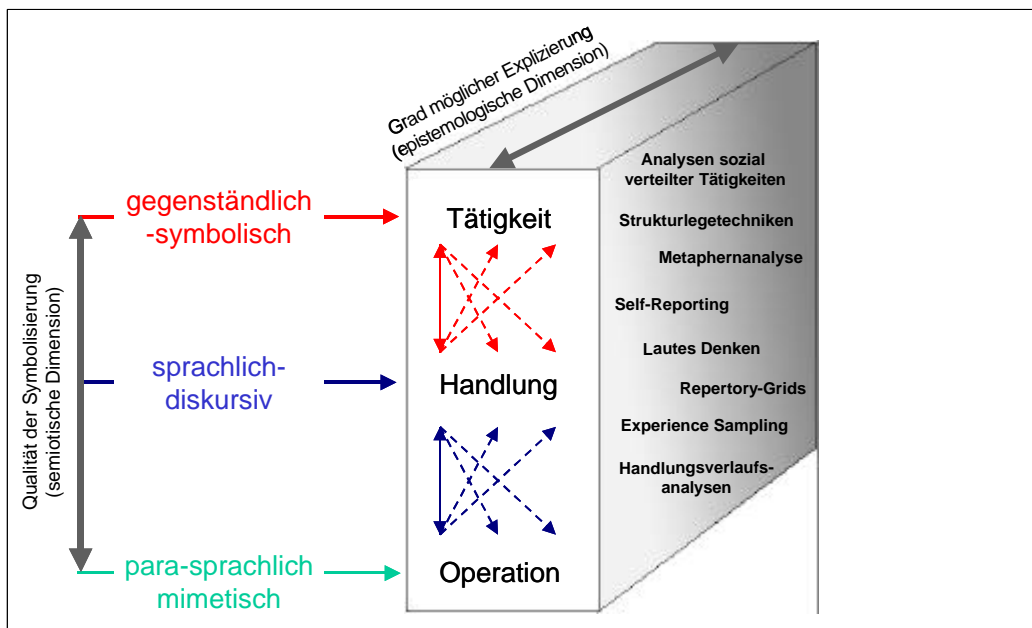 Grad möglicher Explizierung
(epistemologische Dimension)
Qualität der Symbolisierung
(semiotische Dimension)
gegenständlich
-symbolisch
sprachlich-
diskursiv
para-sprachlich
mimetisch
Tätigkeit
Handlung
Operation
Analysen sozial
verteilter Tätigkeiten
Strukturlegetechniken
Metaphernanalyse
Self-Reporting
Lautes Denken
Repertory-Grids
Experience Sampling
Handlungsverlaufs-
analysen